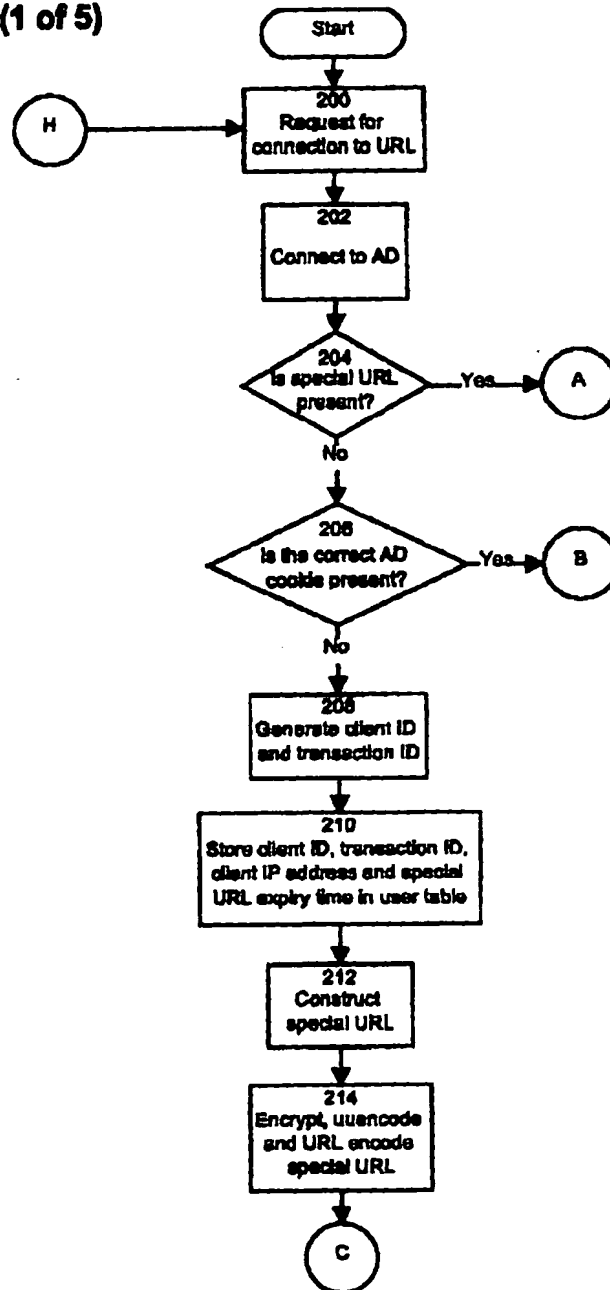 (1 of 5)
Start
H
200
Request for
connection to URL
202
Connect to AD
204
Is special URL
present?
Yes
A
No
206
Is the correct AD
cookie present?
Yes
B
No
208
Generate client ID
and transaction ID
210
Store client ID, transaction ID,
client IP address and special
URL expiry time in user table
212
Construct
special URL
214
Encrypt, uuencode
and URL encode
special URL
C